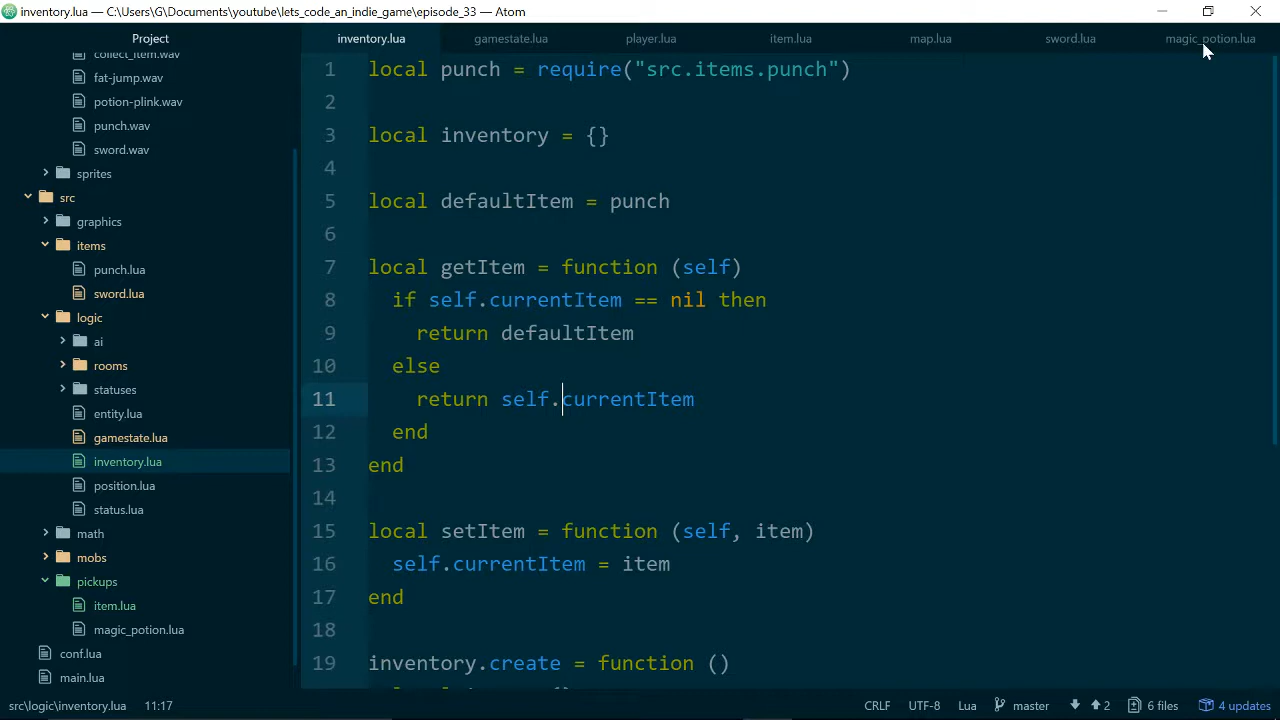 inventory.lua — C:\Users\G\Documents\youtube\lets_code_an_indie_game\episode_33 — Atom
Project
collect_item.wav
fat-jump.wav
potion-plink.wav
punch.wav
sword.wav
sprites
src
graphics
items
punch.lua
sword.lua
logic
ai
rooms
statuses
entity.lua
gamestate.lua
inventory.lua
position.lua
status.lua
math
mobs
pickups
item.lua
magic_potion.lua
conf.lua
main.lua
inventory.lua gamestate.lua player.lua item.lua map.lua sword.lua magic_potion.lua
1 local punch = require("src.items.punch")
2
3 local inventory = {}
4
5 local defaultItem = punch
6
7 local getItem = function (self)
8 if self.currentItem == nil then
9 return defaultItem
10 else
11 return self.currentItem
12 end
13 end
14
15 local setItem = function (self, item)
16 self.currentItem = item
17 end
18
19 inventory.create = function ()
src\logic\inventory.lua 11:17 CRLF UTF-8 Lua master 2 6 files 4 updates